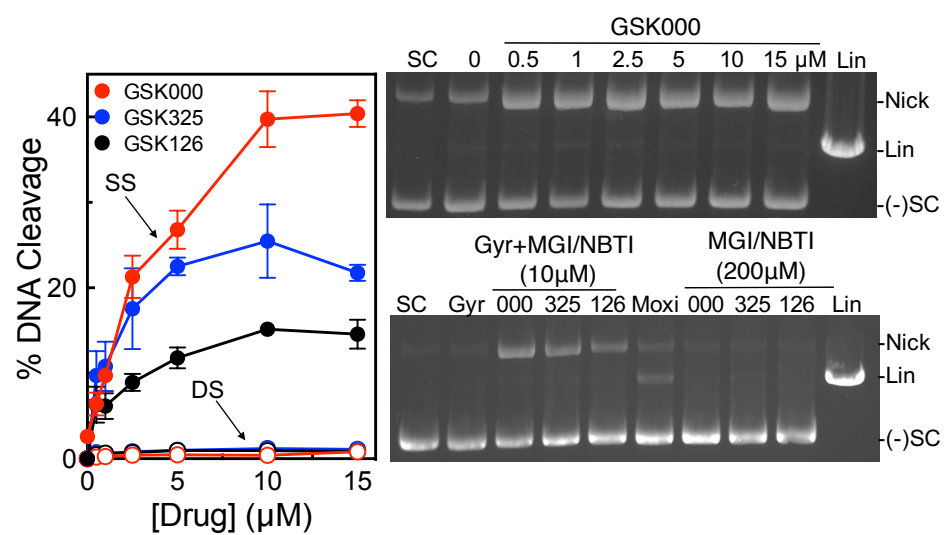 GSK000
GSK325
GSK126
SS
DS
% DNA Cleavage
40
20
0
0 5 10 15
[Drug] (μM)
GSK000
SC 0 0.5 1 2.5 5 10 15 μM Lin
-Nick
-Lin
-(-)SC
Gyr+MGI/NBTI MGI/NBTI
(10μM) (200μM)
SC Gyr 000 325 126 Moxi 000 325 126 Lin
-Nick
-Lin
-(-)SC